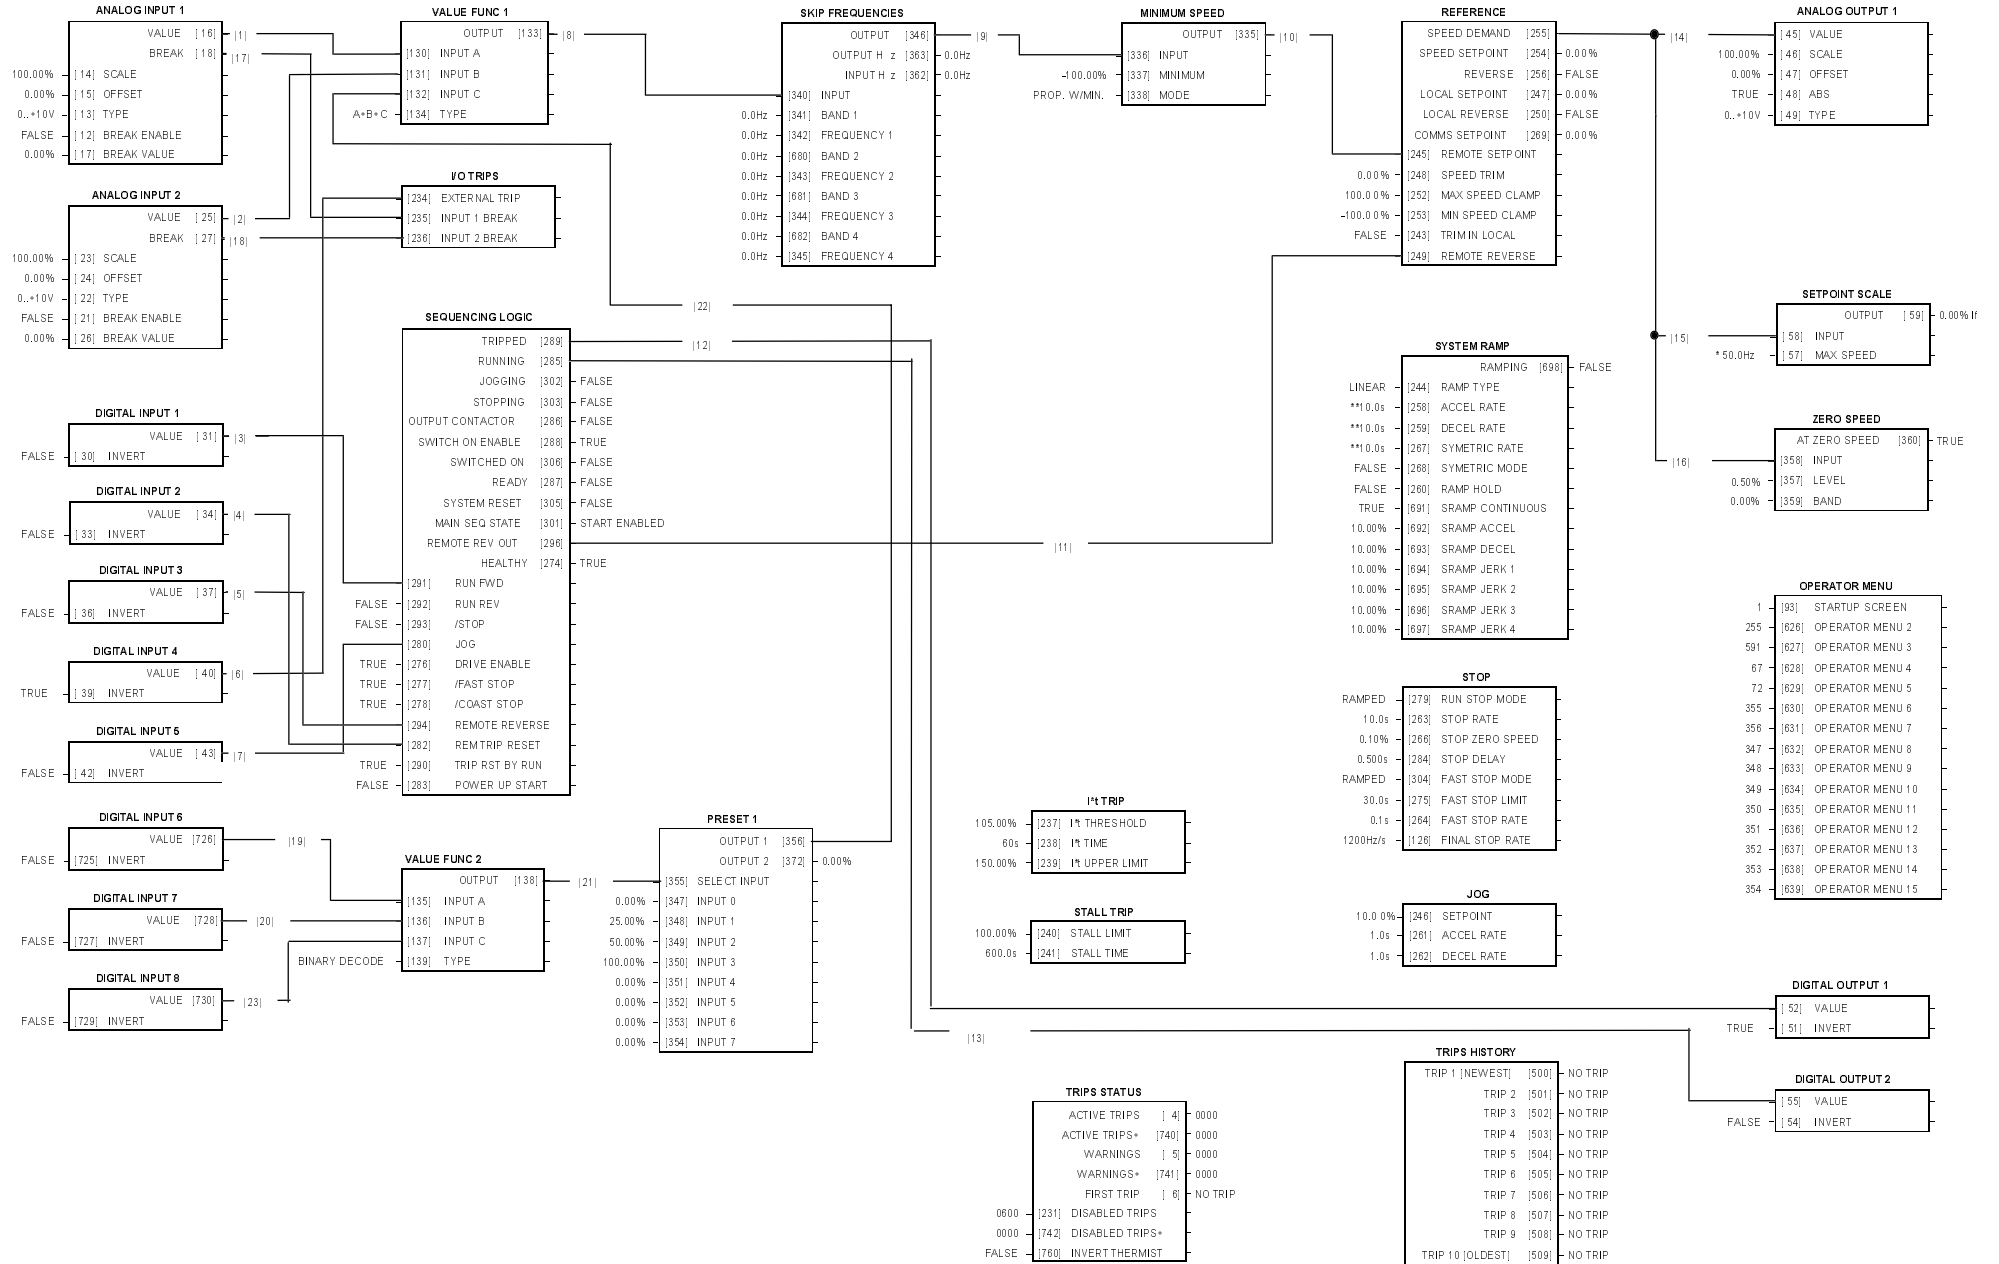 ANALOG INPUT 1
VALUE [ 16]
BREAK [ 18]
100.00% [ 14] SCALE
0.00% [ 15] OFFSET
0..+10V [ 13] TYPE
FALSE [ 12] BREAK ENABLE
0.00% [ 17] BREAK VALUE
|1|
|17|
ANALOG INPUT 2
VALUE [ 25]
BREAK [ 27]
100.00% [ 23] SCALE
0.00% [ 24] OFFSET
0..+10V [ 22] TYPE
FALSE [ 21] BREAK ENABLE
0.00% [ 26] BREAK VALUE
|2|
|18|
DIGITAL INPUT 1
VALUE [ 31]
FALSE [ 30] INVERT
|3|
DIGITAL INPUT 2
VALUE [ 34]
FALSE [ 33] INVERT
|4|
DIGITAL INPUT 3
VALUE [ 37]
FALSE [ 36] INVERT
|5|
DIGITAL INPUT 4
VALUE [ 40]
TRUE [ 39] INVERT
|6|
DIGITAL INPUT 5
VALUE [ 43]
FALSE [ 42] INVERT
|7|
DIGITAL INPUT 6
VALUE [726]
FALSE [725] INVERT
|19|
DIGITAL INPUT 7
VALUE [728]
FALSE [727] INVERT
|20|
DIGITAL INPUT 8
VALUE [730]
FALSE [729] INVERT
|23|
VALUE FUNC 1
OUTPUT [133]
[130] INPUT A
[131] INPUT B
[132] INPUT C
A+B+C [134] TYPE
|8|
I/O TRIPS
[234] EXTERNAL TRIP
[235] INPUT 1 BREAK
[236] INPUT 2 BREAK
|22|
SEQUENCING LOGIC
TRIPPED [289]
|12|
RUNNING [285]
JOGGING [302] FALSE
STOPPING [303] FALSE
OUTPUT CONTACTOR [286] FALSE
SWITCH ON ENABLE [288] TRUE
SWITCHED ON [306] FALSE
READY [287] FALSE
SYSTEM RESET [305] FALSE
MAIN SEQ STATE [301] START ENABLED
REMOTE REV OUT [296]
|11|
HEALTHY [274] TRUE
[291] RUN FWD
FALSE [292] RUN REV
FALSE [293] /STOP
[280] JOG
TRUE [276] DRIVE ENABLE
TRUE [277] /FAST STOP
TRUE [278] /COAST STOP
[294] REMOTE REVERSE
[282] REM TRIP RESET
TRUE [290] TRIP RST BY RUN
FALSE [283] POWER UP START
VALUE FUNC 2
OUTPUT [138]
[135] INPUT A
[136] INPUT B
[137] INPUT C
BINARY DECODE [139] TYPE
|21|
PRESET 1
OUTPUT 1 [356]
OUTPUT 2 [372] 0.00%
[355] SELECT INPUT
0.00% [347] INPUT 0
25.00% [348] INPUT 1
50.00% [349] INPUT 2
100.00% [350] INPUT 3
0.00% [351] INPUT 4
0.00% [352] INPUT 5
0.00% [353] INPUT 6
0.00% [354] INPUT 7
SKIP FREQUENCIES
OUTPUT [346]
OUTPUT H z [363] 0.0Hz
INPUT H z [362] 0.0Hz
[340] INPUT
0.0Hz [341] BAND 1
0.0Hz [342] FREQUENCY 1
0.0Hz [680] BAND 2
0.0Hz [343] FREQUENCY 2
0.0Hz [681] BAND 3
0.0Hz [344] FREQUENCY 3
0.0Hz [682] BAND 4
0.0Hz [345] FREQUENCY 4
|9|
MINIMUM SPEED
OUTPUT [335]
[336] INPUT
-100.00% [337] MINIMUM
PROP. W/MIN. [338] MODE
|10|
REFERENCE
SPEED DEMAND [255]
SPEED SETPOINT [254] 0.00%
REVERSE [256] FALSE
LOCAL SETPOINT [247] 0.00%
LOCAL REVERSE [250] FALSE
COMMS SETPOINT [269] 0.00%
[245] REMOTE SETPOINT
0.00% [248] SPEED TRIM
100.00% [252] MAX SPEED CLAMP
-100.00% [253] MIN SPEED CLAMP
FALSE [243] TRIM IN LOCAL
[249] REMOTE REVERSE
SYSTEM RAMP
RAMPING [698] FALSE
LINEAR [244] RAMP TYPE
**10.0s [258] ACCEL RATE
**10.0s [259] DECEL RATE
**10.0s [267] SYMETRIC RATE
FALSE [268] SYMETRIC MODE
FALSE [260] RAMP HOLD
TRUE [691] SRAMP CONTINUOUS
10.00% [692] SRAMP ACCEL
10.00% [693] SRAMP DECEL
10.00% [694] SRAMP JERK 1
10.00% [695] SRAMP JERK 2
10.00% [696] SRAMP JERK 3
10.00% [697] SRAMP JERK 4
STOP
RAMPED [279] RUN STOP MODE
10.0s [263] STOP RATE
0.10% [266] STOP ZERO SPEED
0.500s [284] STOP DELAY
RAMPED [304] FAST STOP MODE
30.0s [275] FAST STOP LIMIT
0.1s [264] FAST STOP RATE
1200Hz/s [126] FINAL STOP RATE
I*t TRIP
105.00% [237] I*t THRESHOLD
60s [238] I*t TIME
150.00% [239] I*t UPPER LIMIT
STALL TRIP
100.00% [240] STALL LIMIT
600.0s [241] STALL TIME
JOG
10.00% [246] SETPOINT
1.0s [261] ACCEL RATE
1.0s [262] DECEL RATE
|13|
TRIPS STATUS
ACTIVE TRIPS [ 4] 0000
ACTIVE TRIPS+ [740] 0000
WARNINGS [ 5] 0000
WARNINGS+ [741] 0000
FIRST TRIP [ 6] NO TRIP
0600 [231] DISABLED TRIPS
0000 [742] DISABLED TRIPS+
FALSE [760] INVERT THERMIST
TRIPS HISTORY
TRIP 1 [NEWEST] [500] NO TRIP
TRIP 2 [501] NO TRIP
TRIP 3 [502] NO TRIP
TRIP 4 [503] NO TRIP
TRIP 5 [504] NO TRIP
TRIP 6 [505] NO TRIP
TRIP 7 [506] NO TRIP
TRIP 8 [507] NO TRIP
TRIP 9 [508] NO TRIP
TRIP 10 [OLDEST] [509] NO TRIP
ANALOG OUTPUT 1
|14|
[ 45] VALUE
100.00% [ 46] SCALE
0.00% [ 47] OFFSET
TRUE [ 48] ABS
0..+10V [ 49] TYPE
SETPOINT SCALE
OUTPUT [ 59] 0.00% lf
|15|
[ 58] INPUT
* 50.0Hz [ 57] MAX SPEED
ZERO SPEED
AT ZERO SPEED [360] TRUE
|16|
[358] INPUT
0.50% [357] LEVEL
0.00% [359] BAND
OPERATOR MENU
1 [93] STARTUP SCREEN
255 [626] OPERATOR MENU 2
591 [627] OPERATOR MENU 3
67 [628] OPERATOR MENU 4
72 [629] OPERATOR MENU 5
355 [630] OPERATOR MENU 6
356 [631] OPERATOR MENU 7
347 [632] OPERATOR MENU 8
348 [633] OPERATOR MENU 9
349 [634] OPERATOR MENU 10
350 [635] OPERATOR MENU 11
351 [636] OPERATOR MENU 12
352 [637] OPERATOR MENU 13
353 [638] OPERATOR MENU 14
354 [639] OPERATOR MENU 15
DIGITAL OUTPUT 1
[ 52] VALUE
TRUE [ 51] INVERT
DIGITAL OUTPUT 2
[ 55] VALUE
FALSE [ 54] INVERT